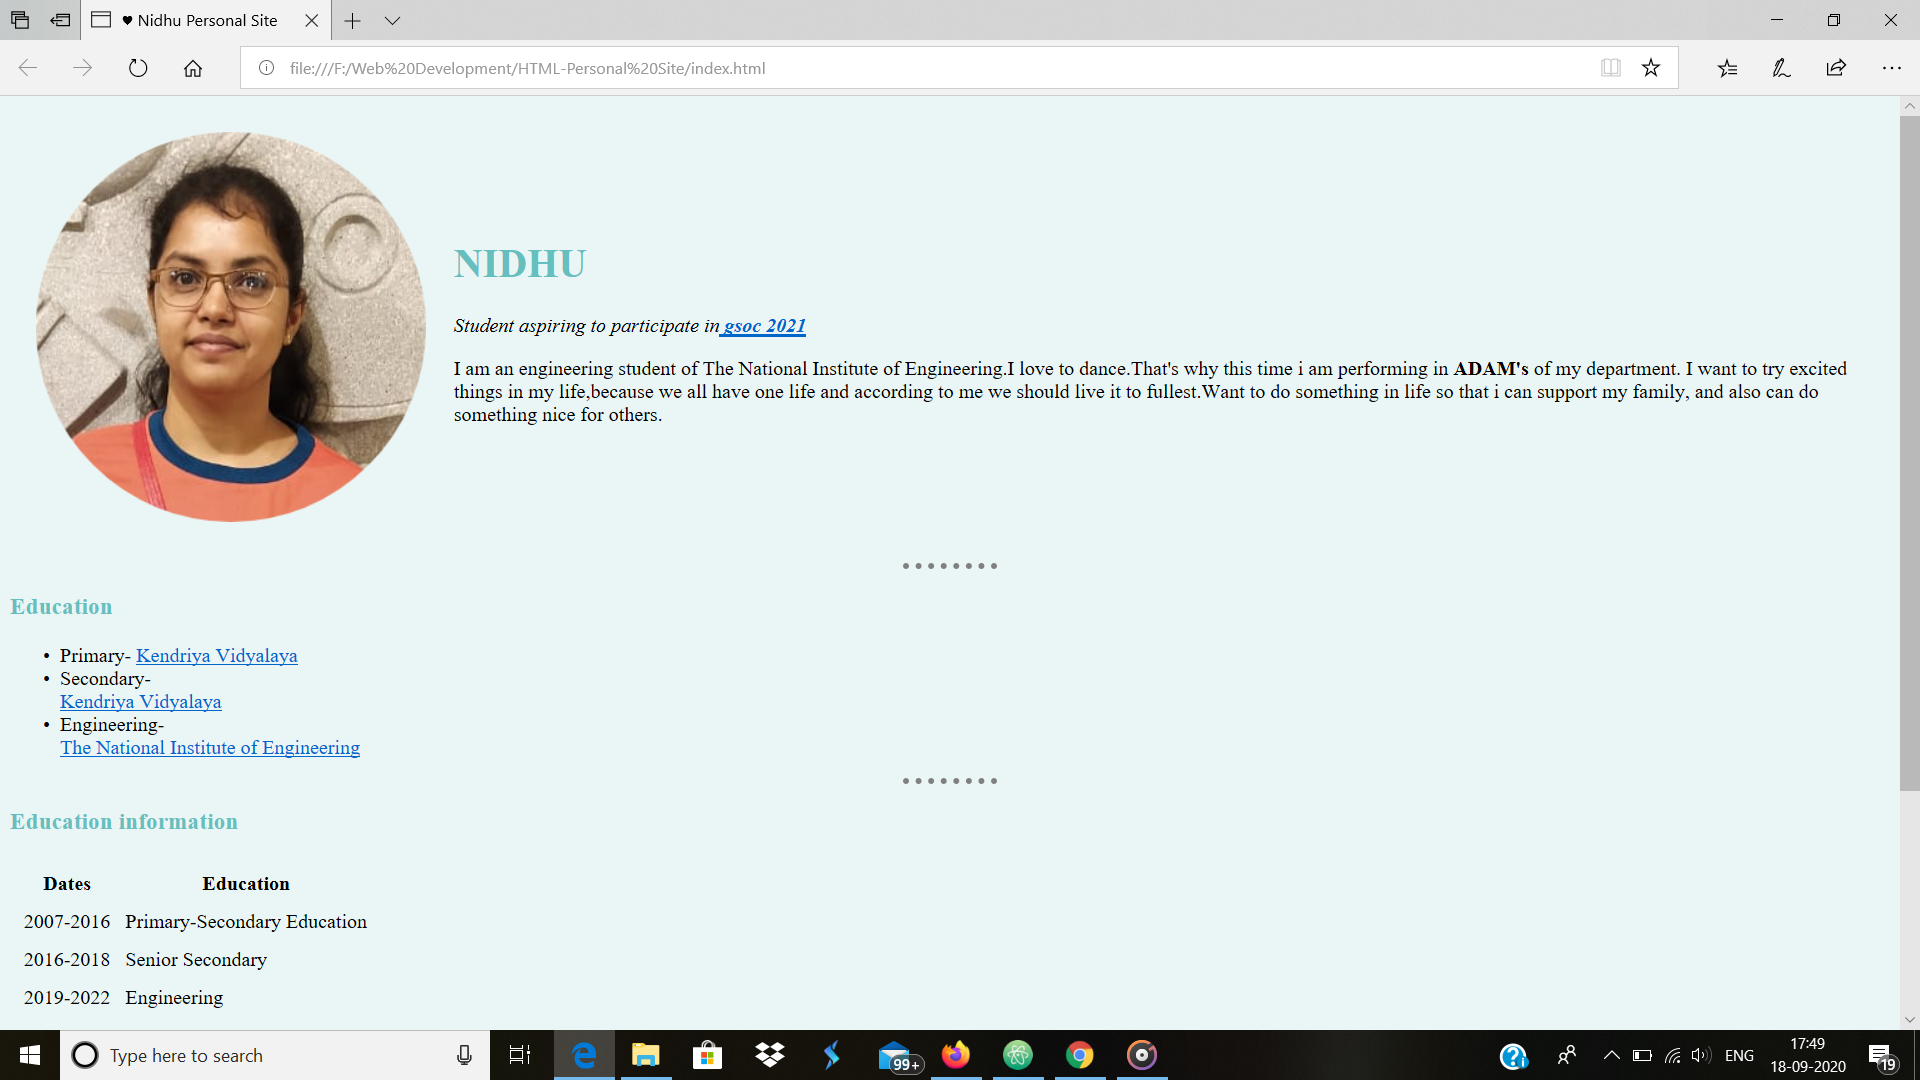 ♥ Nidhu Personal Site
file:///F:/Web%20Development/HTML-Personal%20Site/index.html
NIDHU
Student aspiring to participate in gsoc 2021
I am an engineering student of The National Institute of Engineering.I love to dance.That's why this time i am performing in ADAM's of my department. I want to try excited
things in my life,because we all have one life and according to me we should live it to fullest.Want to do something in life so that i can support my family, and also can do
something nice for others.
Education
• Primary- Kendriya Vidyalaya
• Secondary-
Kendriya Vidyalaya
• Engineering-
The National Institute of Engineering
Education information
Dates Education
2007-2016 Primary-Secondary Education
2016-2018 Senior Secondary
2019-2022 Engineering
Type here to search
99+
ENG
17:49
18-09-2020
19